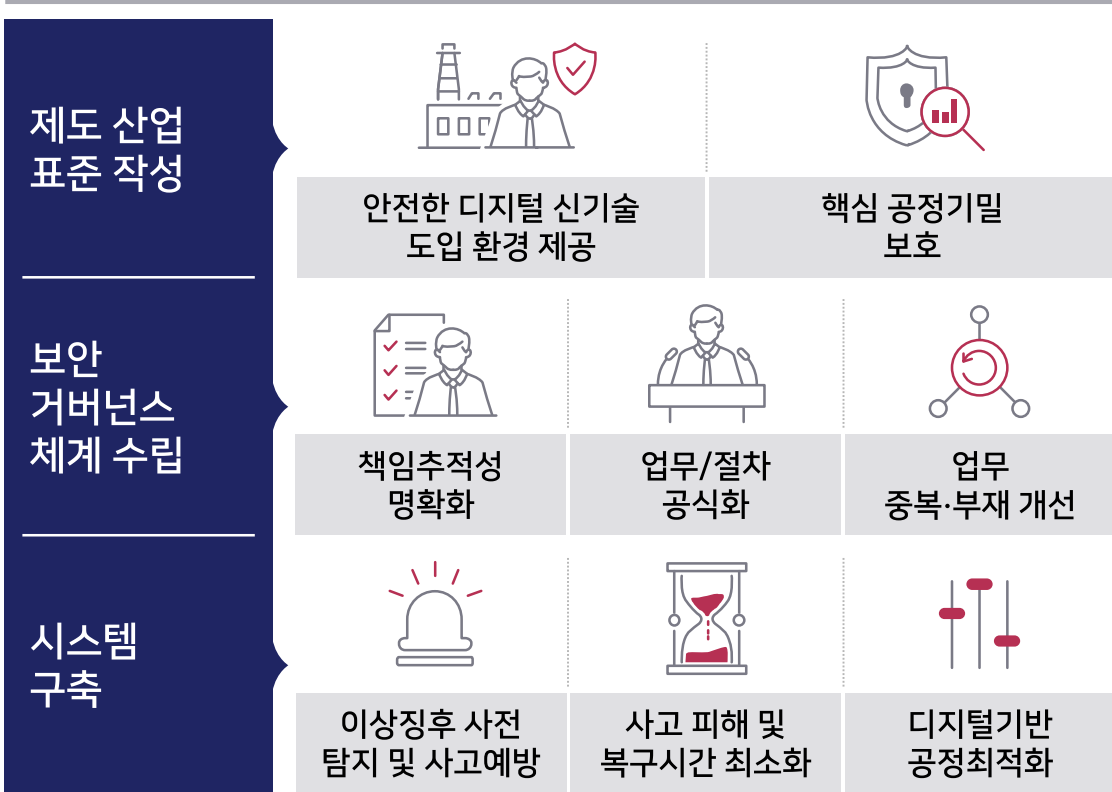 제도 산업
표준 작성
안전한 디지털 신기술
도입 환경 제공
핵심 공정기밀
보호
보안
거버넌스
체계 수립
책임추적성
명확화
업무/절차
공식화
업무
중복·부재 개선
시스템
구축
이상징후 사전
탐지 및 사고예방
사고 피해 및
복구시간 최소화
디지털기반
공정최적화